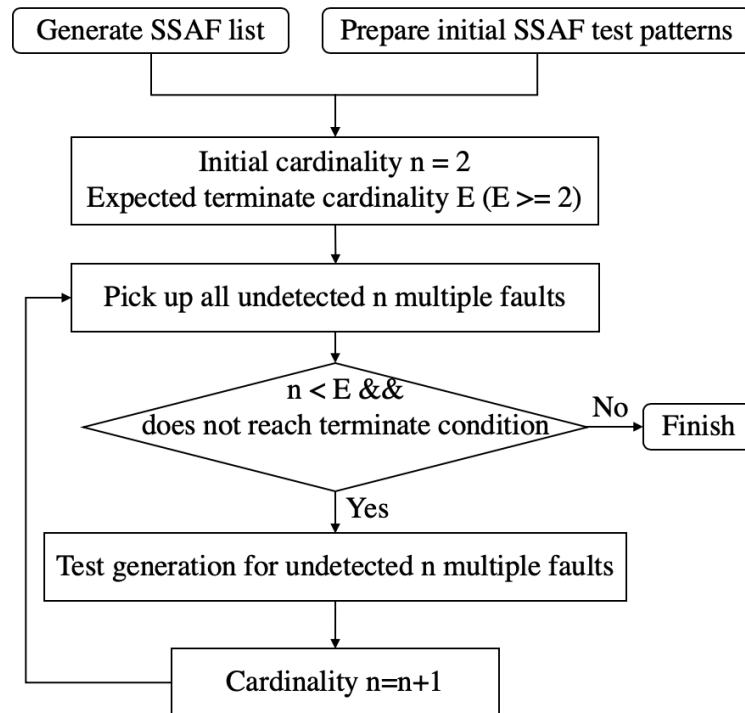 Generate SSAF list
Prepare initial SSAF test patterns
Initial cardinality n = 2
Expected terminate cardinality E (E >= 2)
Pick up all undetected n multiple faults
n < E &&
does not reach terminate condition
No
Finish
Yes
Test generation for undetected n multiple faults
Cardinality n=n+1